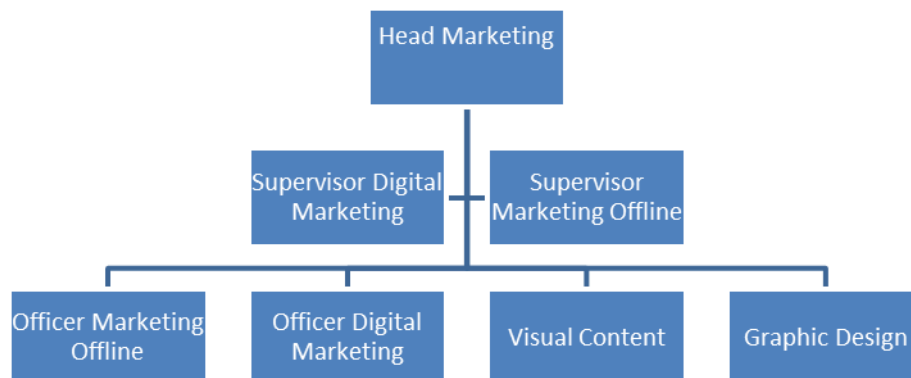 Head Marketing
Supervisor Digital
Marketing
Supervisor
Marketing Offline
Officer Marketing
Offline
Officer Digital
Marketing
Visual Content
Graphic Design